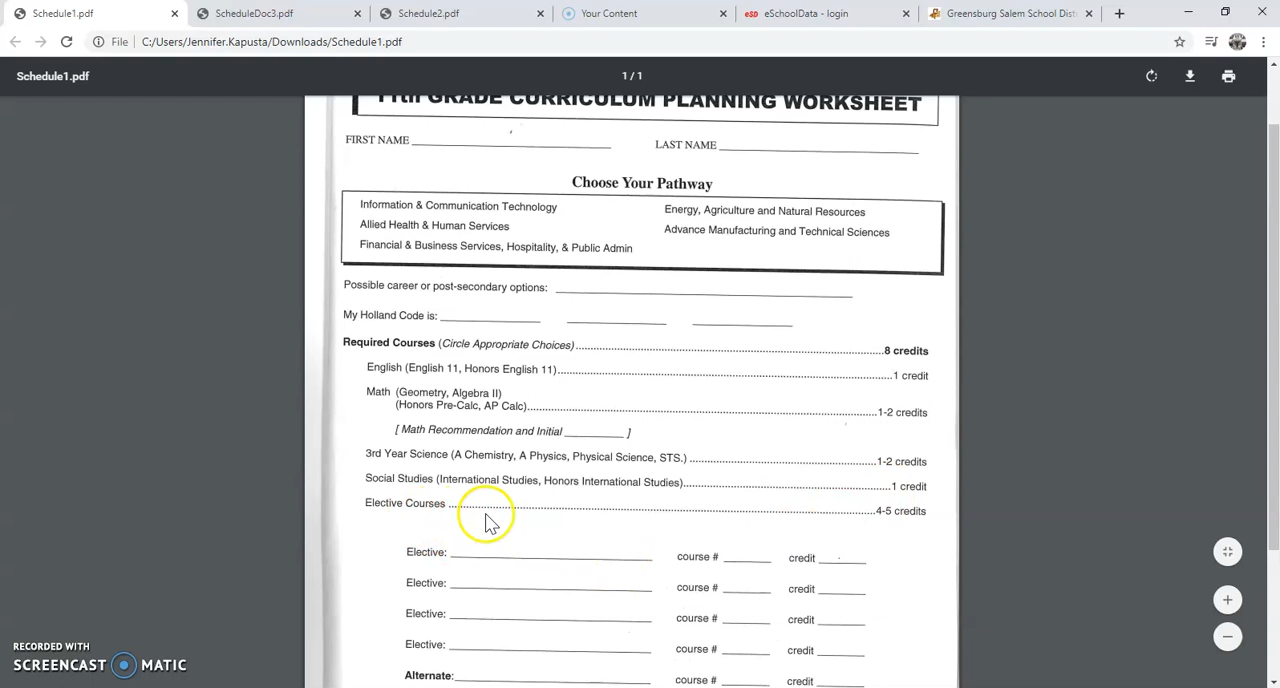 Schedule1.pdf
ScheduleDoc3.pdf
Schedule2.pdf
Your Content
eSD
eSchoolData - login
Greensburg Salem School Dist
File C:/Users/Jennifer.Kapusta/Downloads/Schedule1.pdf
Schedule1.pdf
1 / 1
11th GRADE CURRICULUM PLANNING WORKSHEET
FIRST NAME LAST NAME
Choose Your Pathway
Information & Communication Technology
Energy, Agriculture and Natural Resources
Allied Health & Human Services
Advance Manufacturing and Technical Sciences
Financial & Business Services, Hospitality, & Public Admin
Possible career or post-secondary options:
My Holland Code is:
Required Courses (Circle Appropriate Choices) 8 credits
English (English 11, Honors English 11) 1 credit
Math (Geometry, Algebra II)
(Honors Pre-Calc, AP Calc) 1-2 credits
[ Math Recommendation and Initial ________ ]
3rd Year Science (A Chemistry, A Physics, Physical Science, STS.) 1-2 credits
Social Studies (International Studies, Honors International Studies) 1 credit
Elective Courses 4-5 credits
Elective: course # credit
Elective: course # credit
Elective: course # credit
Elective: course # credit
Alternate: course # credit
RECORDED WITH
SCREENCAST MATIC